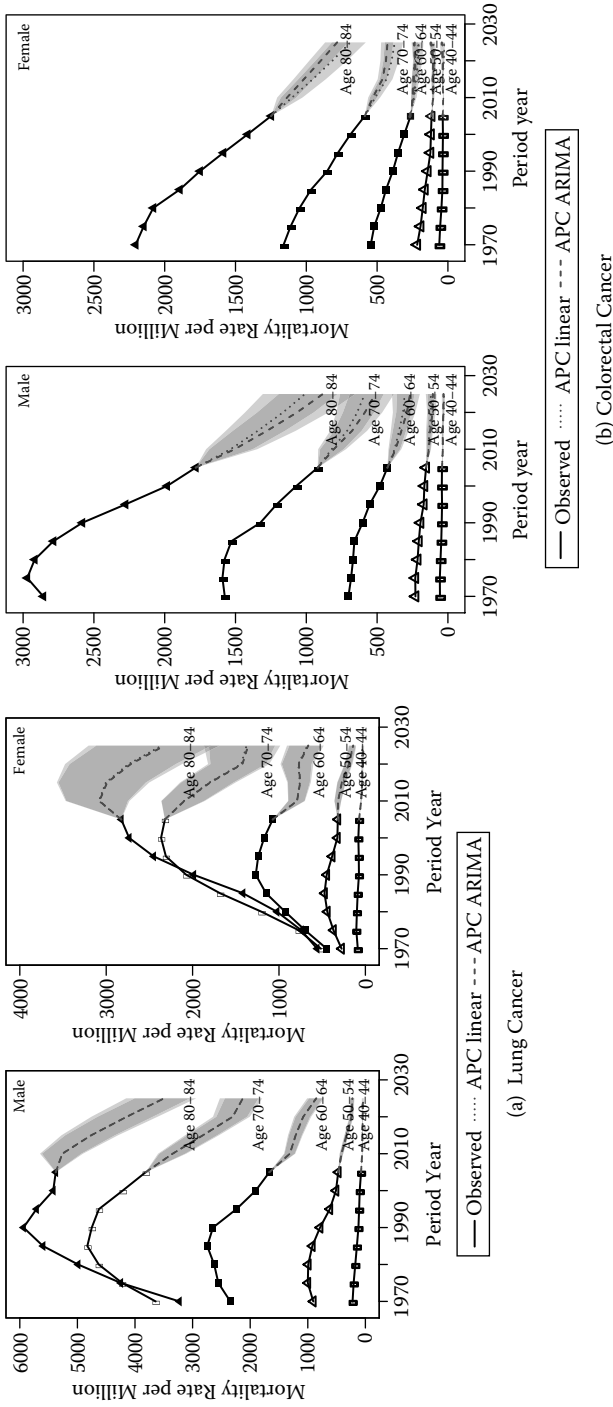 Male
Mortality Rate per Million
6000
5000
4000
3000
2000
1000
0
Age 80–84
Age 70–74
Age 60–64
Age 50–54
Age 40–44
1970
1990
2010
2030
Period Year
Female
Mortality Rate per Million
4000
3000
2000
1000
0
Age 80–84
Age 70–74
Age 60–64
Age 50–54
Age 40–44
1970
1990
2010
2030
Period Year
Observed APC linear APC ARIMA
(a) Lung Cancer
Male
Mortality Rate per Million
3000
2500
2000
1500
1000
500
0
Age 80–84
Age 70–74
Age 60–64
Age 50–54
Age 40–44
1970
1990
2010
2030
Period year
Female
Mortality Rate per Million
3000
2500
2000
1500
1000
500
0
Age 80–84
Age 70–74
Age 60–64
Age 50–54
Age 40–44
1970
1990
2010
2030
Period year
Observed APC linear APC ARIMA
(b) Colorectal Cancer